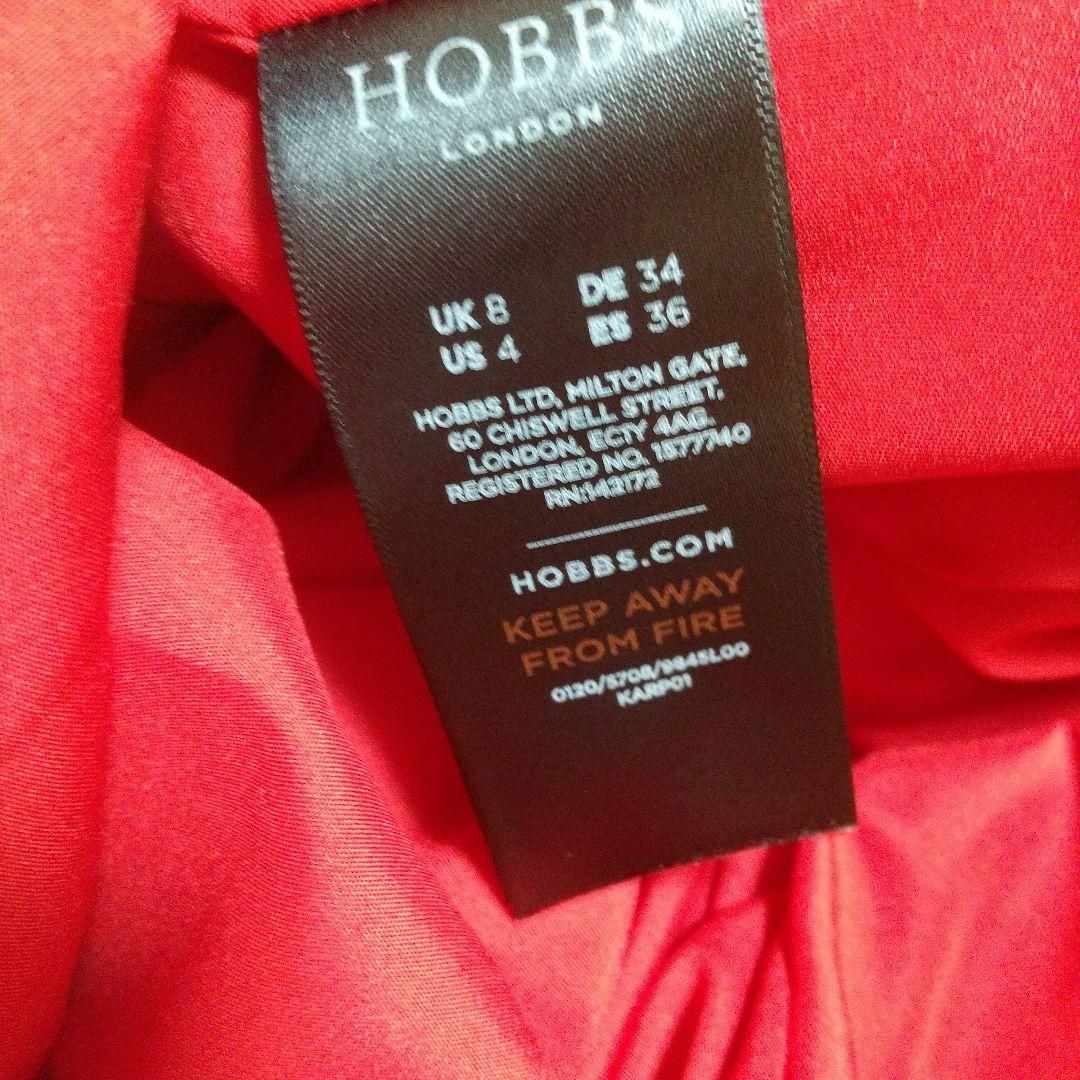 HOBBS
LONDON
UK 8 DE 34
US 4 ES 36
HOBBS LTD, MILTON GATE,
60 CHISWELL STREET,
LONDON, EC1Y 4AG.
REGISTERED NO. 1577740
RN:142172
HOBBS.COM
KEEP AWAY
FROM FIRE
0120/5708/9845L00
KARP01